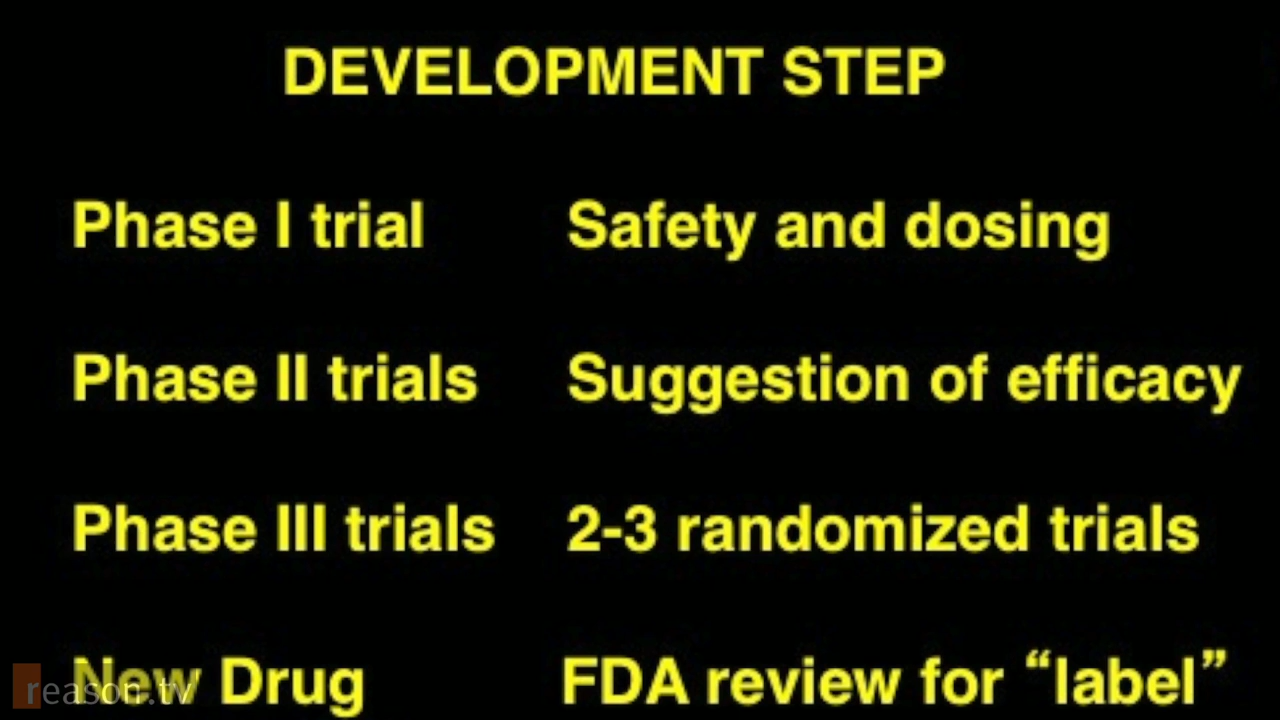 DEVELOPMENT STEP
Phase I trial Safety and dosing
Phase II trials Suggestion of efficacy
Phase III trials 2-3 randomized trials
New Drug FDA review for “label”
reason.tv